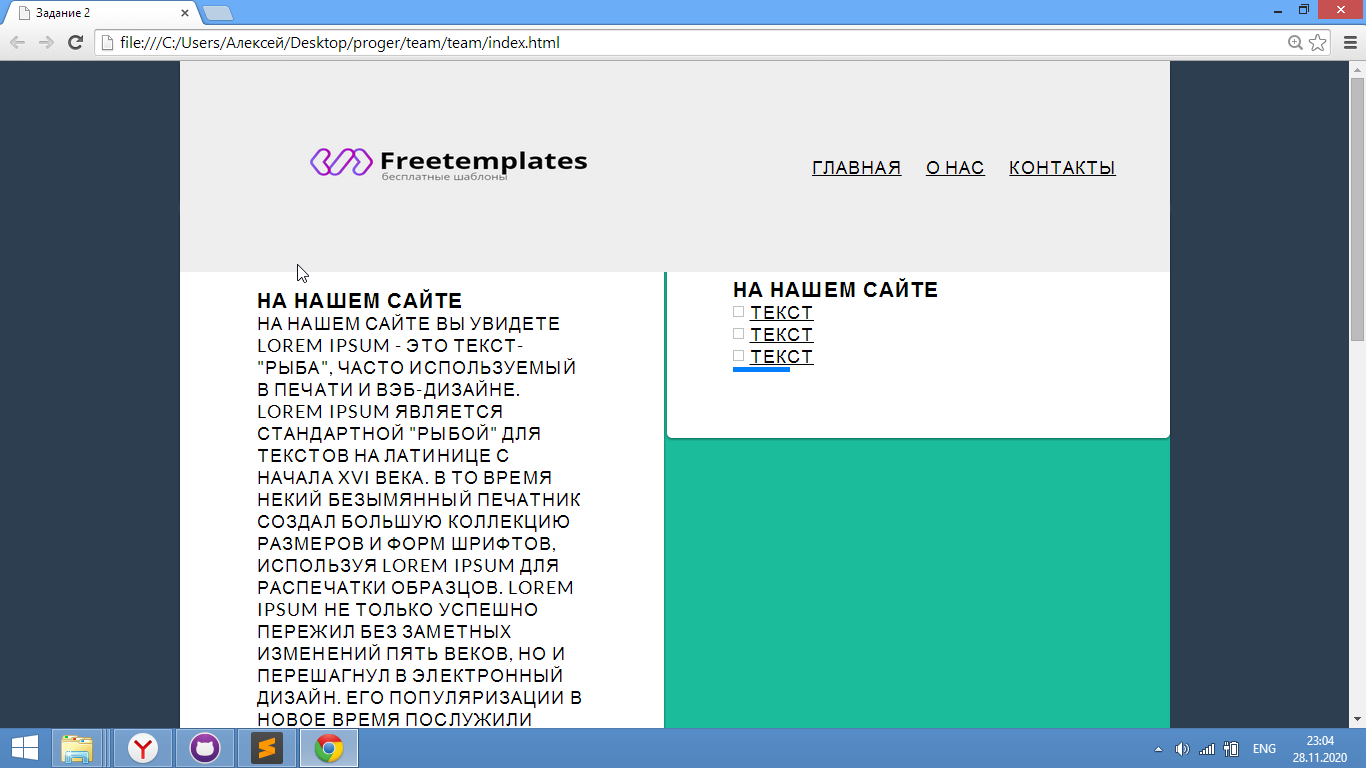 Задание 2
file:///C:/Users/Алексей/Desktop/proger/team/team/index.html
Freetemplates
бесплатные шаблоны
ГЛАВНАЯ О НАС КОНТАКТЫ
НА НАШЕМ САЙТЕ
НА НАШЕМ САЙТЕ ВЫ УВИДЕТЕ
LOREM IPSUM - ЭТО ТЕКСТ-
"РЫБА", ЧАСТО ИСПОЛЬЗУЕМЫЙ
В ПЕЧАТИ И ВЭБ-ДИЗАЙНЕ.
LOREM IPSUM ЯВЛЯЕТСЯ
СТАНДАРТНОЙ "РЫБОЙ" ДЛЯ
ТЕКСТОВ НА ЛАТИНИЦЕ С
НАЧАЛА XVI ВЕКА. В ТО ВРЕМЯ
НЕКИЙ БЕЗЫМЯННЫЙ ПЕЧАТНИК
СОЗДАЛ БОЛЬШУЮ КОЛЛЕКЦИЮ
РАЗМЕРОВ И ФОРМ ШРИФТОВ,
ИСПОЛЬЗУЯ LOREM IPSUM ДЛЯ
РАСПЕЧАТКИ ОБРАЗЦОВ. LOREM
IPSUM НЕ ТОЛЬКО УСПЕШНО
ПЕРЕЖИЛ БЕЗ ЗАМЕТНЫХ
ИЗМЕНЕНИЙ ПЯТЬ ВЕКОВ, НО И
ПЕРЕШАГНУЛ В ЭЛЕКТРОННЫЙ
ДИЗАЙН. ЕГО ПОПУЛЯРИЗАЦИИ В
НОВОЕ ВРЕМЯ ПОСЛУЖИЛИ
НА НАШЕМ САЙТЕ
ТЕКСТ
ТЕКСТ
ТЕКСТ
ENG
23:04
28.11.2020